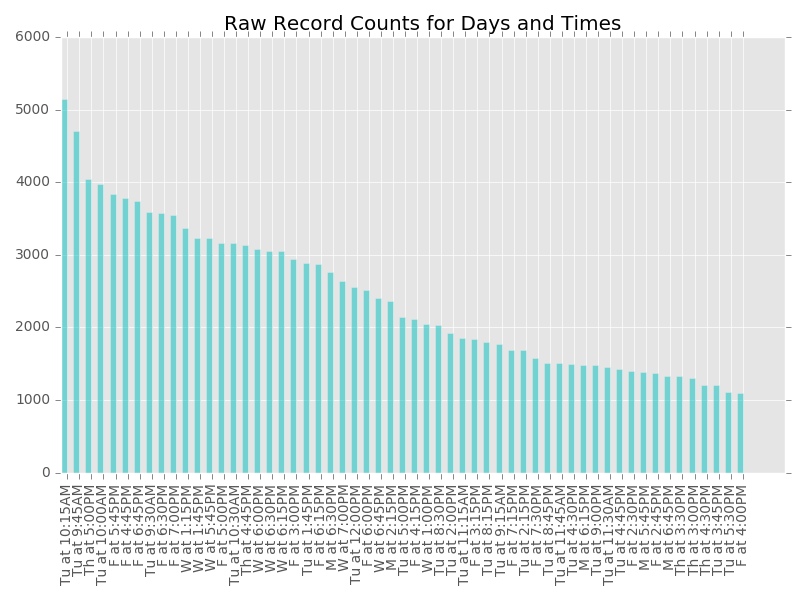 Raw Record Counts for Days and Times
6000
5000
4000
3000
2000
1000
0
Tu at 10:15AM
Tu at 9:45AM
Th at 5:00PM
Tu at 10:00AM
F at 5:45PM
F at 4:45PM
F at 6:45PM
Tu at 9:30AM
F at 6:30PM
F at 7:00PM
W at 1:15PM
W at
W at 5:45PM
F at 5:00PM
Tu at 10:30AM
Th at 4:45PM
W at 6:00PM
W at 6:30PM
W at 6:15PM
F at 3:00PM
Tu at 1:45PM
F at 6:15PM
M at 6:30PM
W at 7:00PM
Tu at 12:00PM
F at 6:00PM
W at 6:45PM
M at 2:15PM
Tu at 5:00PM
F at 4:15PM
W at 1:00PM
Tu at 8:30PM
Tu at 2:00PM
Tu at 11:15AM
F at 3:15PM
Tu at 8:15PM
Tu at 9:15AM
F at 7:15PM
Tu at 2:15PM
F at 7:30PM
Tu at 8:45PM
Tu at 11:45AM
Tu at 4:30PM
M at 6:15PM
Tu at 9:00PM
Tu at 11:30AM
Tu at 4:45PM
F at 2:30PM
M at 5:45PM
F at 2:45PM
M at 6:45PM
Th at 3:30PM
Th at 3:00PM
Th at 4:30PM
Tu at 3:45PM
Tu at 5:30PM
F at 4:00PM